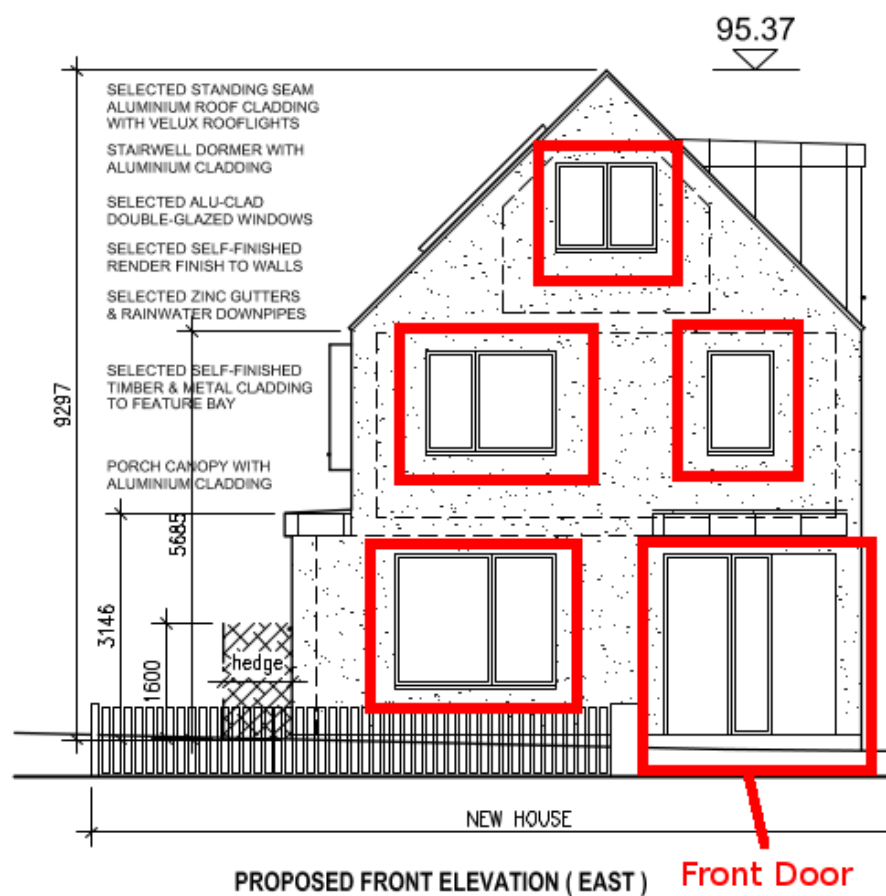 95.37
SELECTED STANDING SEAM
ALUMINIUM ROOF CLADDING
WITH VELUX ROOFLIGHTS
STAIRWELL DORMER WITH
ALUMINIUM CLADDING
SELECTED ALU-CLAD
DOUBLE-GLAZED WINDOWS
SELECTED SELF-FINISHED
RENDER FINISH TO WALLS
SELECTED ZINC GUTTERS
& RAINWATER DOWNPIPES
SELECTED SELF-FINISHED
TIMBER & METAL CLADDING
TO FEATURE BAY
PORCH CANOPY WITH
ALUMINIUM CLADDING
9297
5685
3146
1600
hedge
NEW HOUSE
PROPOSED FRONT ELEVATION ( EAST )
Front Door